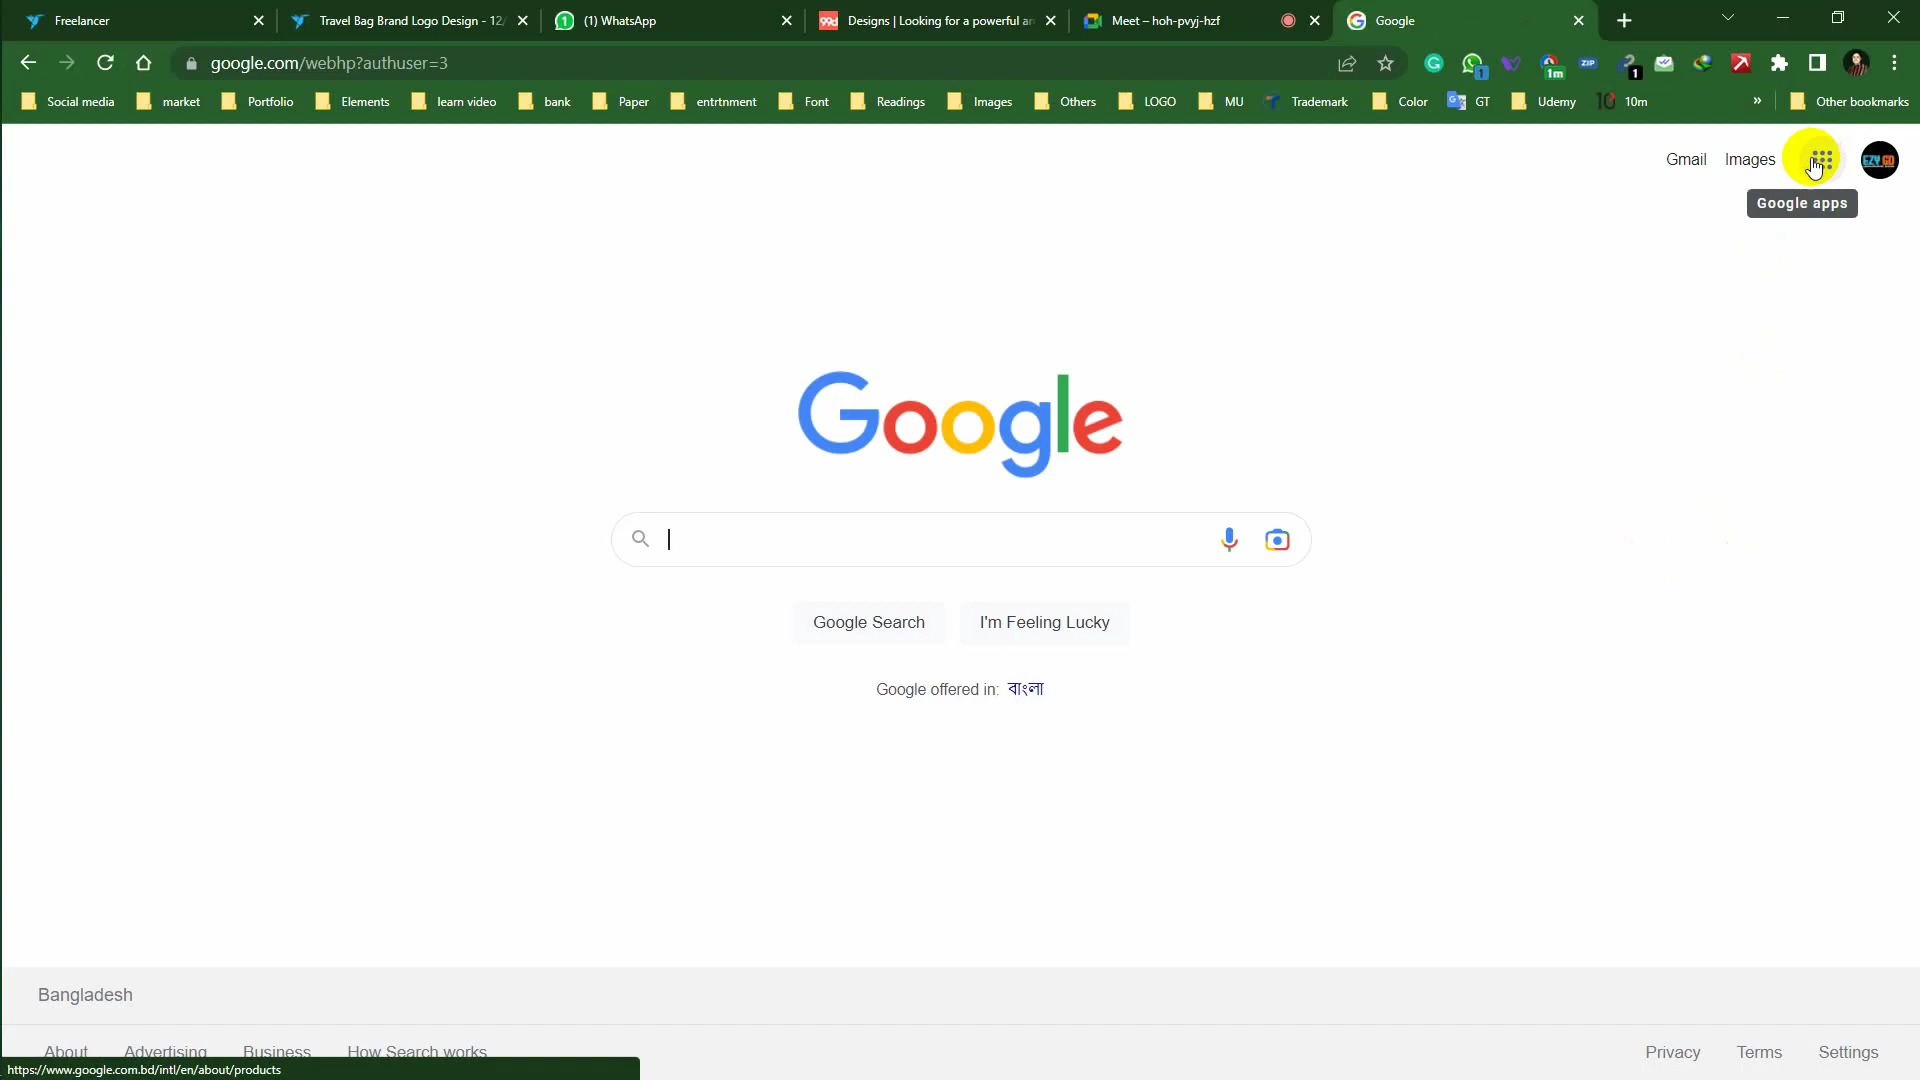 Freelancer
Travel Bag Brand Logo Design - 12/
(1) WhatsApp
Designs | Looking for a powerful an
Meet – hoh-pvyj-hzf
Google
google.com/webhp?authuser=3
Social media
market
Portfolio
Elements
learn video
bank
Paper
entrtnment
Font
Readings
Images
Others
LOGO
MU
Trademark
Color
GT
Udemy
10m
»
Other bookmarks
Gmail
Images
EZY GD
Google apps
Google
Google Search
I'm Feeling Lucky
Google offered in: বাংলা
Bangladesh
About
Advertising
Business
How Search works
Privacy
Terms
Settings
https://www.google.com.bd/intl/en/about/products